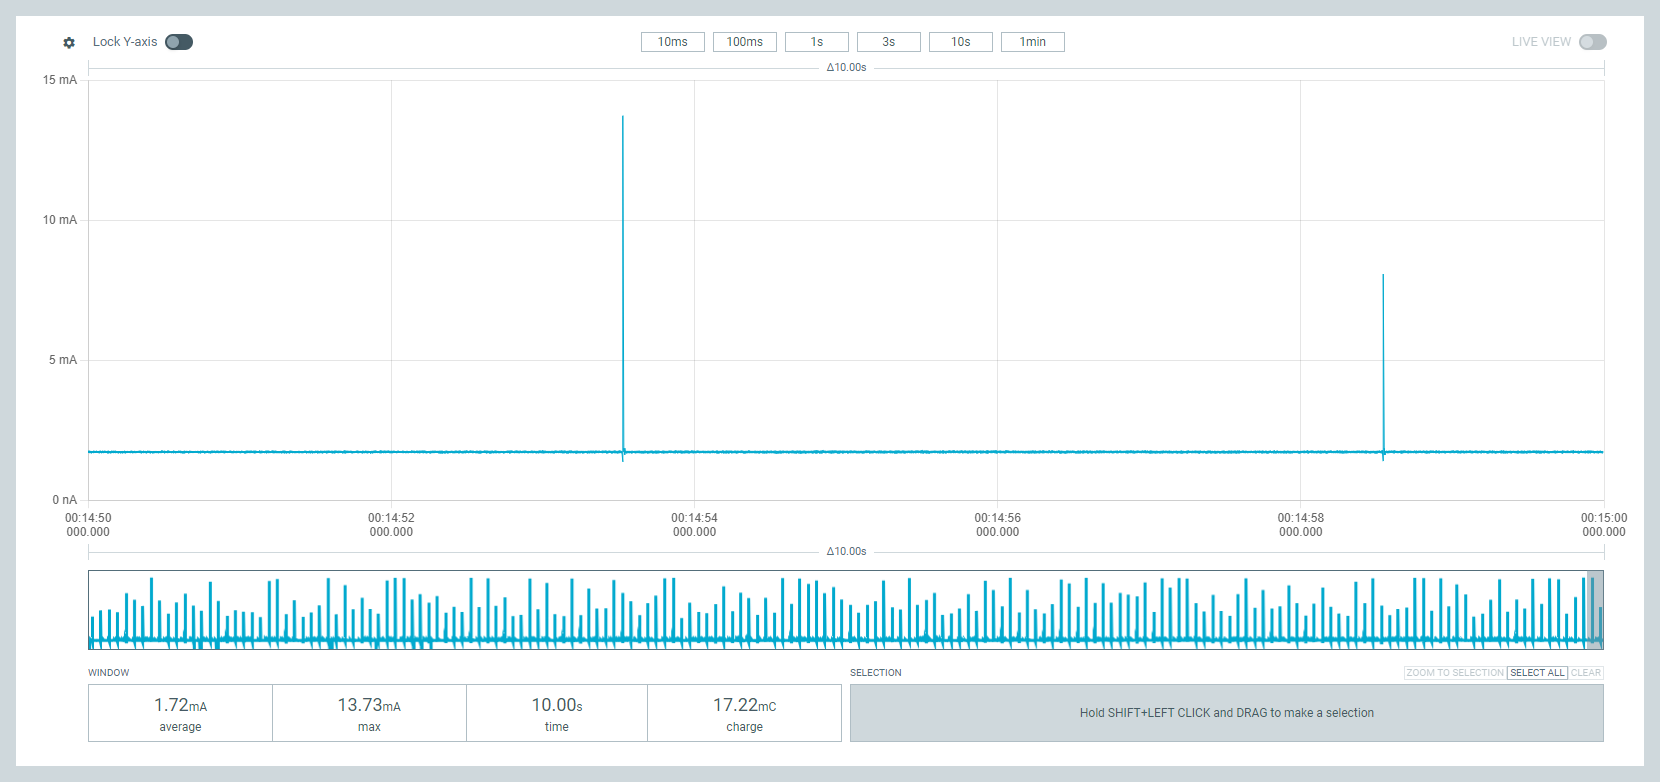 Lock Y-axis 10ms 100ms 1s 3s 10s 1min LIVE VIEW
Δ10.00s
15 mA
10 mA
5 mA
0 nA
00:14:50 00:14:52 00:14:54 00:14:56 00:14:58 00:15:00
000.000 000.000 000.000 000.000 000.000 000.000
Δ10.00s
WINDOW SELECTION ZOOM TO SELECTION SELECT ALL CLEAR
1.72mA 13.73mA 10.00s 17.22mC
average max time charge
Hold SHIFT+LEFT CLICK and DRAG to make a selection